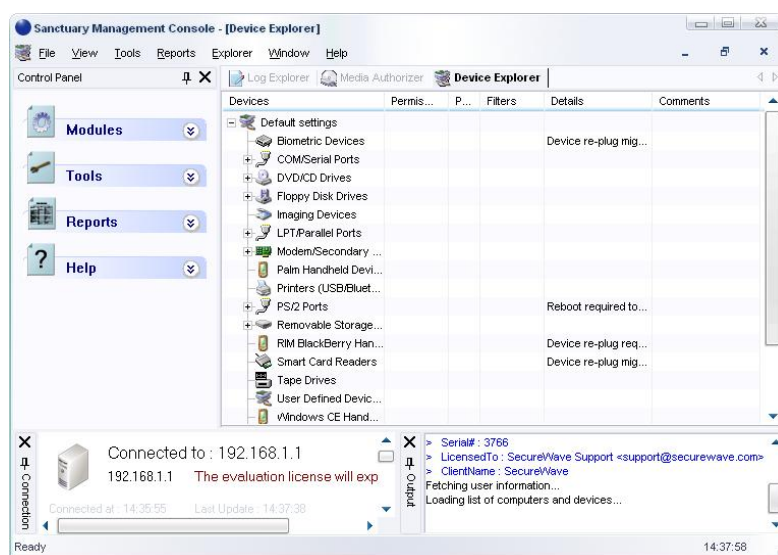 Sanctuary Management Console - [Device Explorer]
File View Tools Reports Explorer Window Help
Control Panel
Log Explorer Media Authorizer Device Explorer
Modules
Tools
Reports
Help
Devices Permis... P... Filters Details Comments
Default settings
Biometric Devices Device re-plug mig...
COM/Serial Ports
DVD/CD Drives
Floppy Disk Drives
Imaging Devices
LPT/Parallel Ports
Modem/Secondary ...
Palm Handheld Devi...
Printers (USB/Bluet...
PS/2 Ports Reboot required to...
Removable Storage...
RIM BlackBerry Han... Device re-plug req...
Smart Card Readers Device re-plug mig...
Tape Drives
User Defined Devic...
Windows CE Hand...
Connection
Connected to : 192.168.1.1
192.168.1.1 The evaluation license will exp
Connected at : 14:35:55 Last Update : 14:37:38
Output
> Serial# : 3766
> LicensedTo : SecureWave Support <support@securewave.com>
> ClientName : SecureWave
Fetching user information...
Loading list of computers and devices...
Ready 14:37:58